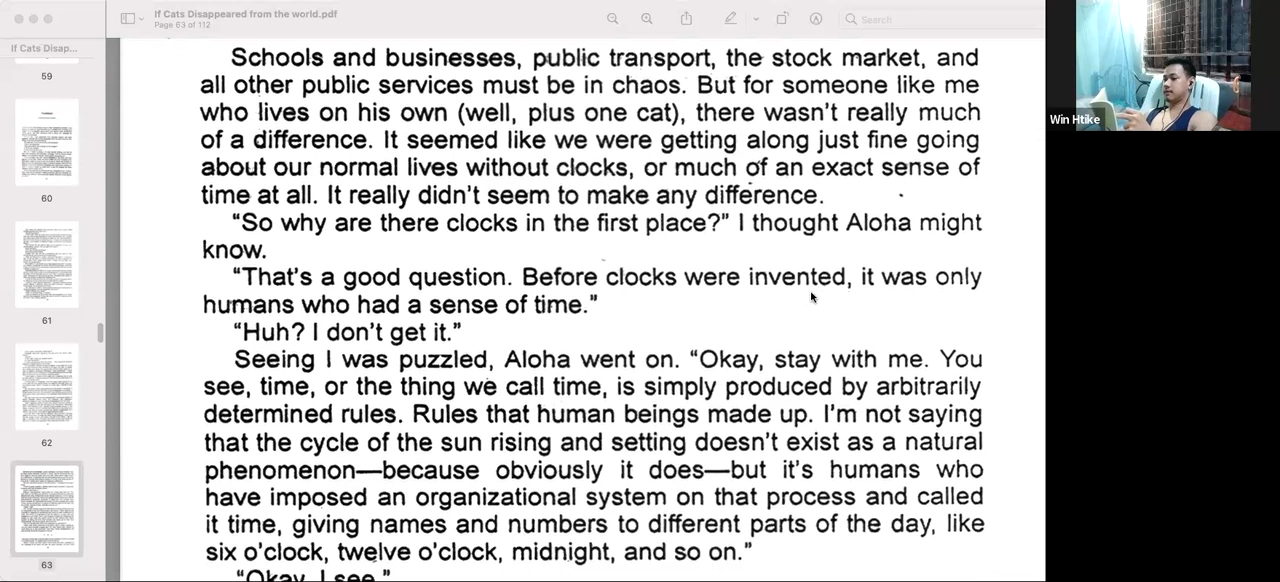 If Cats Disappeared from the world.pdf
Page 63 of 112
Search
If Cats Disap...
59
60
61
62
63
Schools and businesses, public transport, the stock market, and
all other public services must be in chaos. But for someone like me
who lives on his own (well, plus one cat), there wasn't really much
of a difference. It seemed like we were getting along just fine going
about our normal lives without clocks, or much of an exact sense of
time at all. It really didn't seem to make any difference.
“So why are there clocks in the first place?” I thought Aloha might
know.
“That's a good question. Before clocks were invented, it was only
humans who had a sense of time.”
“Huh? I don't get it.”
Seeing I was puzzled, Aloha went on. “Okay, stay with me. You
see, time, or the thing we call time, is simply produced by arbitrarily
determined rules. Rules that human beings made up. I'm not saying
that the cycle of the sun rising and setting doesn't exist as a natural
phenomenon—because obviously it does—but it's humans who
have imposed an organizational system on that process and called
it time, giving names and numbers to different parts of the day, like
six o'clock, twelve o'clock, midnight, and so on.”
“Okay, I see.”
Win Htike